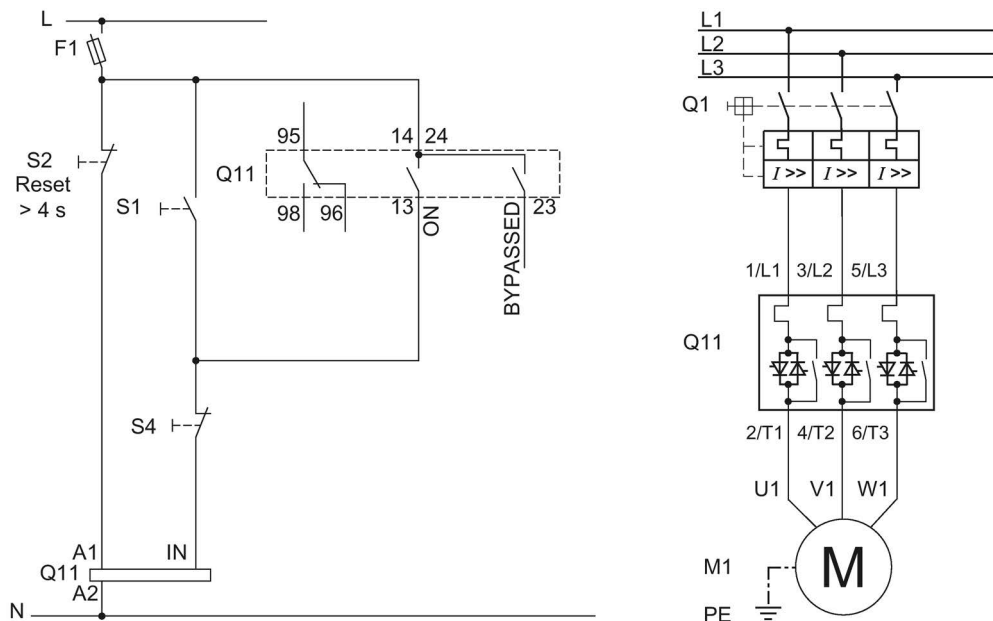 L
F1
S2
Reset
> 4 s
S1
95
14
24
Q11
98
96
13
ON
23
BYPASSED
S4
A1
IN
Q11
A2
N
L1
L2
L3
Q1
I >>
I >>
I >>
1/L1
3/L2
5/L3
Q11
2/T1
4/T2
6/T3
U1
V1
W1
M1
M
PE